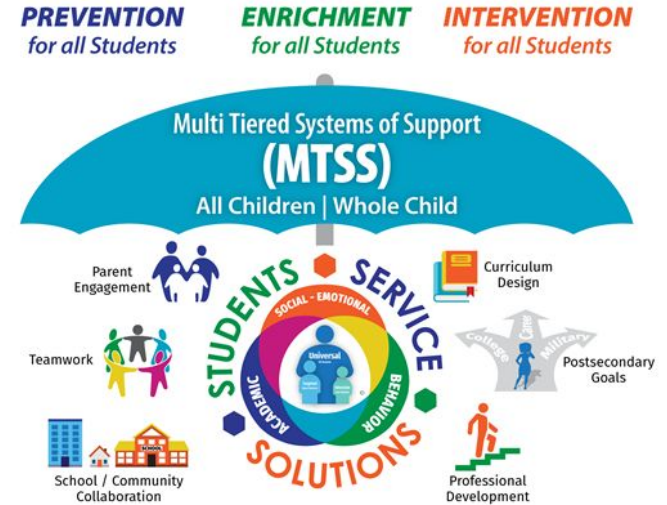 PREVENTION
for all Students
ENRICHMENT
for all Students
INTERVENTION
for all Students
Multi Tiered Systems of Support
(MTSS)
All Children | Whole Child
Parent
Engagement
Teamwork
School / Community
Collaboration
SCHOOL
STUDENTS
SERVICE
SOLUTIONS
SOCIAL - EMOTIONAL
ACADEMIC
BEHAVIOR
Universal
Curriculum
Design
College
Career
Military
Postsecondary
Goals
Professional
Development